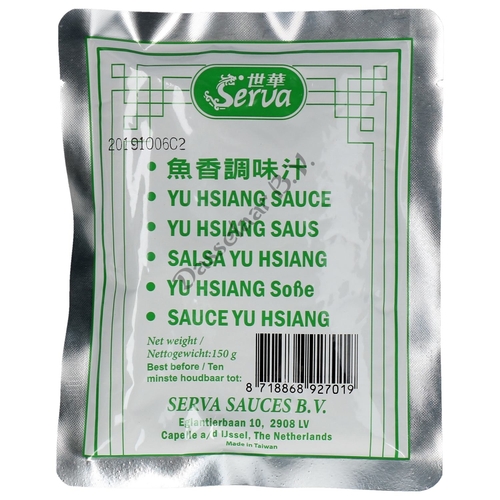 世華
Serva
20191006C2
• 魚香調味汁
• YU HSIANG SAUCE
• YU HSIANG SAUS
• SALSA YU HSIANG
• YU HSIANG Soße
• SAUCE YU HSIANG
Dassemar B.V.
Net weight /
Nettogewicht:150 g
Best before / Ten
minste houdbaar tot:
8 718868 927019
SERVA SAUCES B.V.
Eglantierbaan 10, 2908 LV
Capelle a/d IJssel, The Netherlands
Made in Taiwan